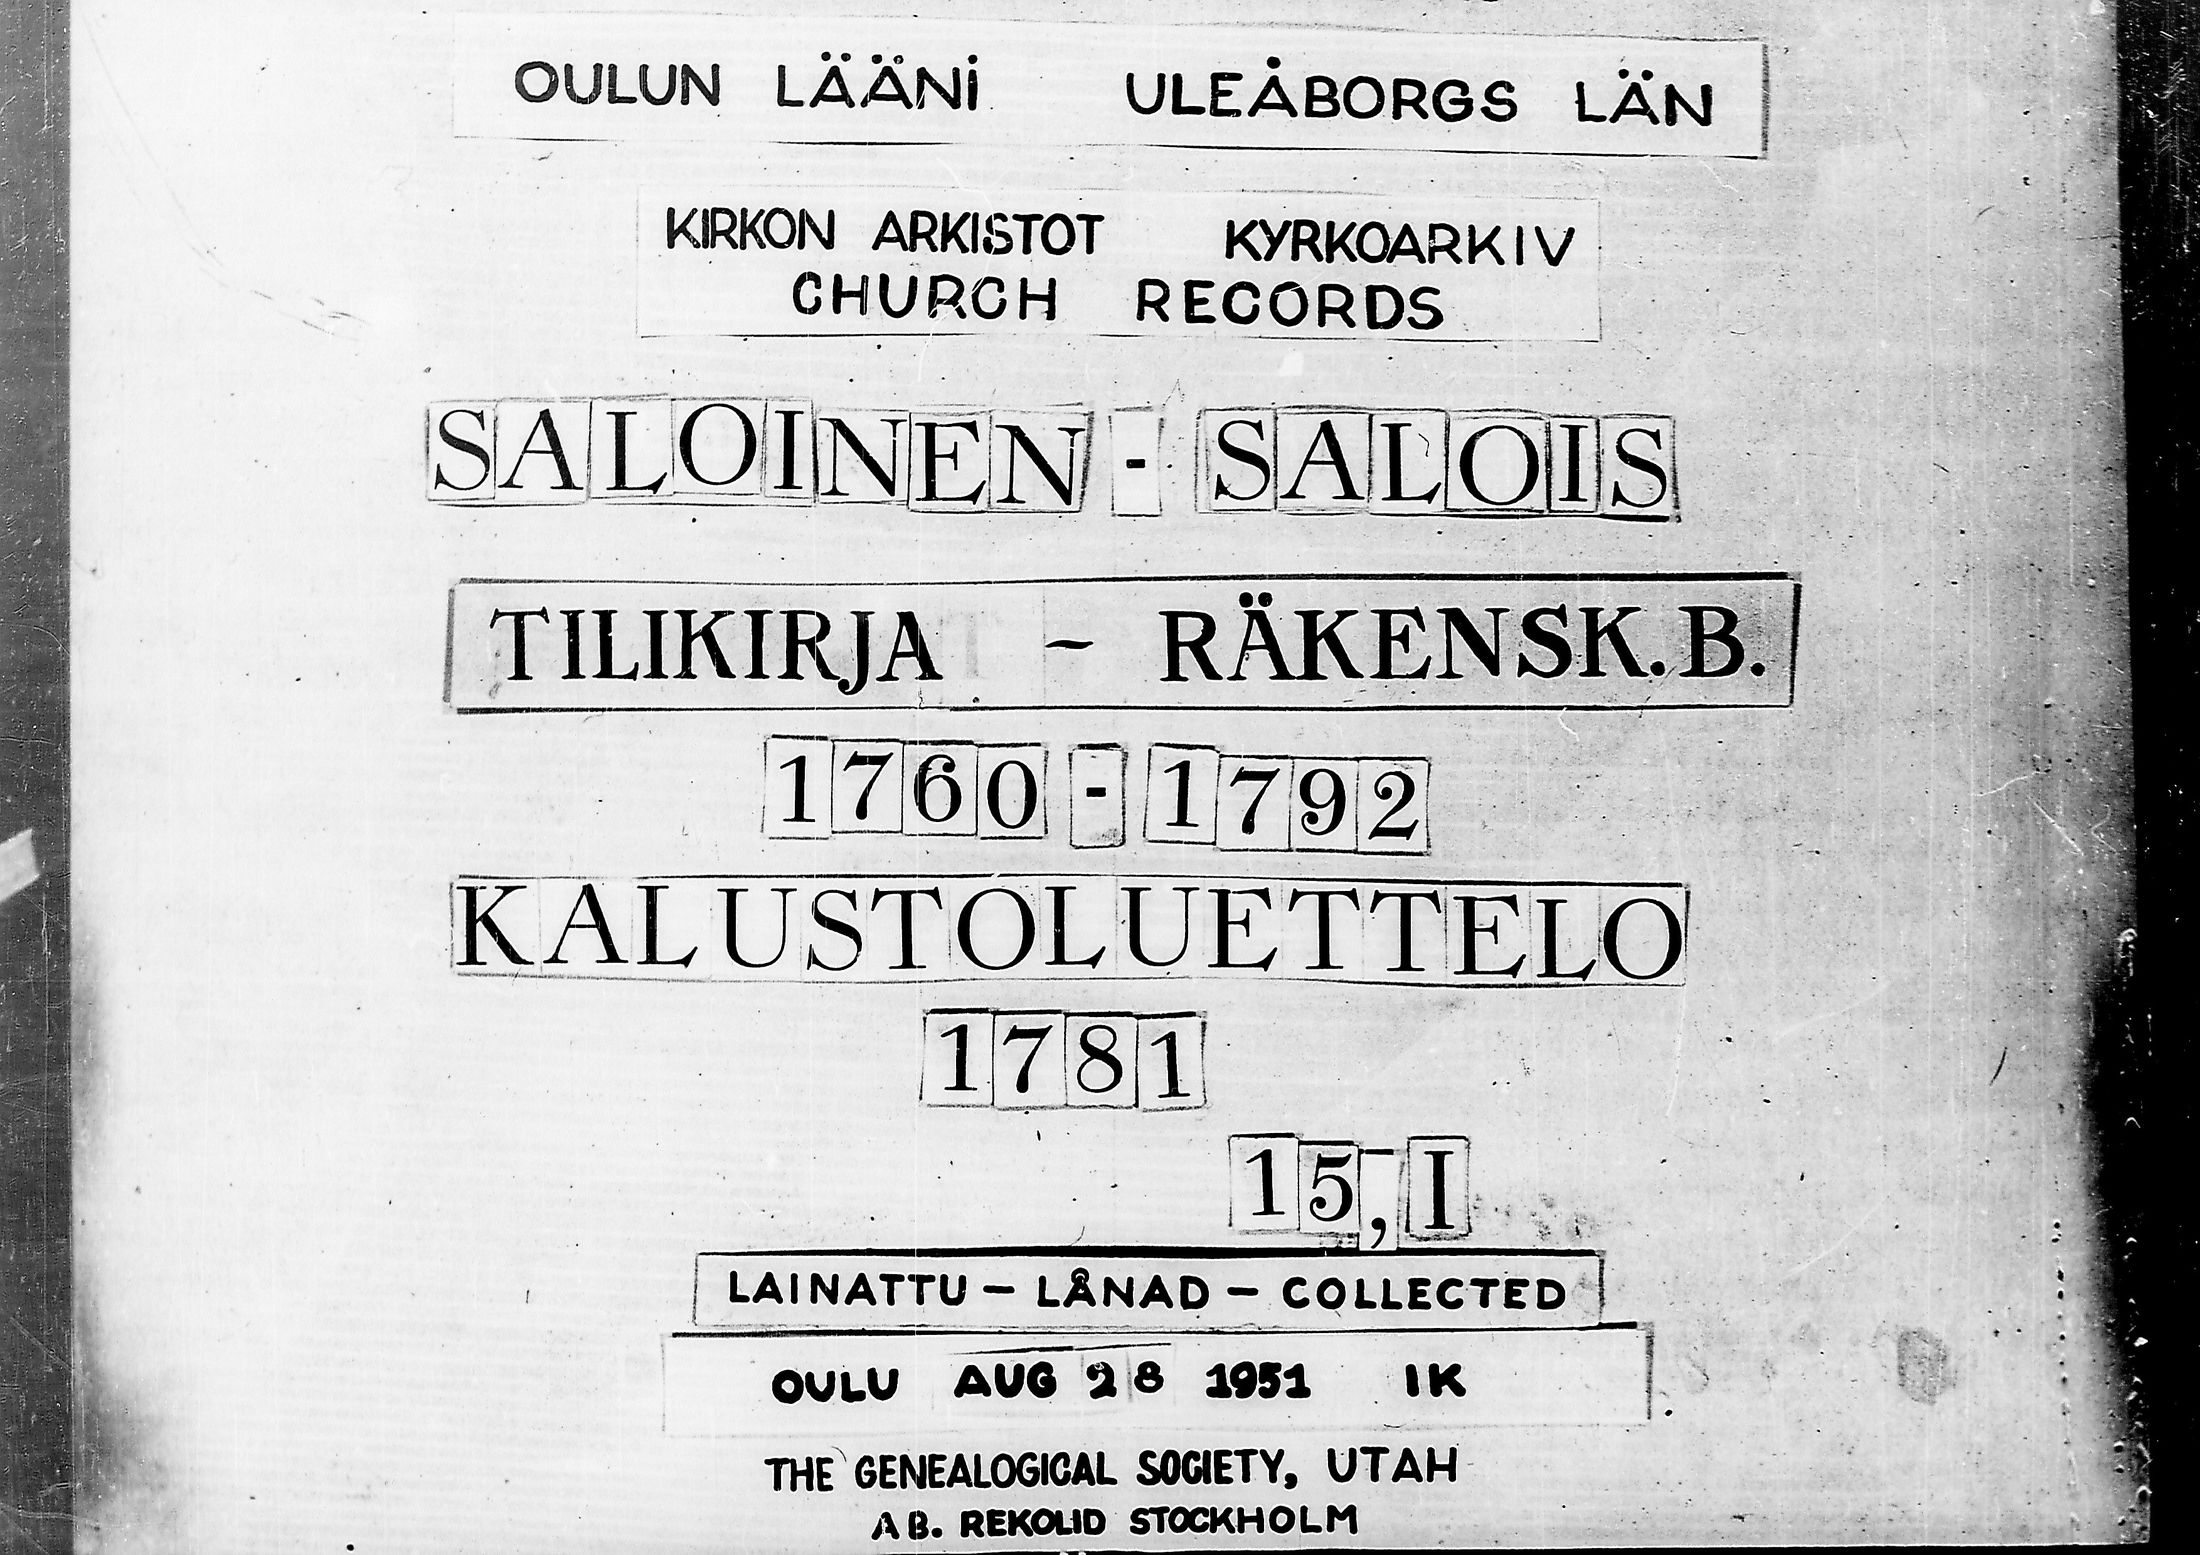 OULUN LÄÄNI ULEÅBORGS LÄN
KIRKON ARKISTOT KYRKOARKIV
CHURCH RECORDS
SALOINEN - SALOIS
TILIKIRJA - RÄKENSK.B.
1760 - 1792
KALUSTOLUETTELO
1781
15, I
LAINATTU - LÅNAD - COLLECTED
OULU AUG 28 1951 IK
THE GENEALOGICAL SOCIETY, UTAH
AB. REKOLID STOCKHOLM